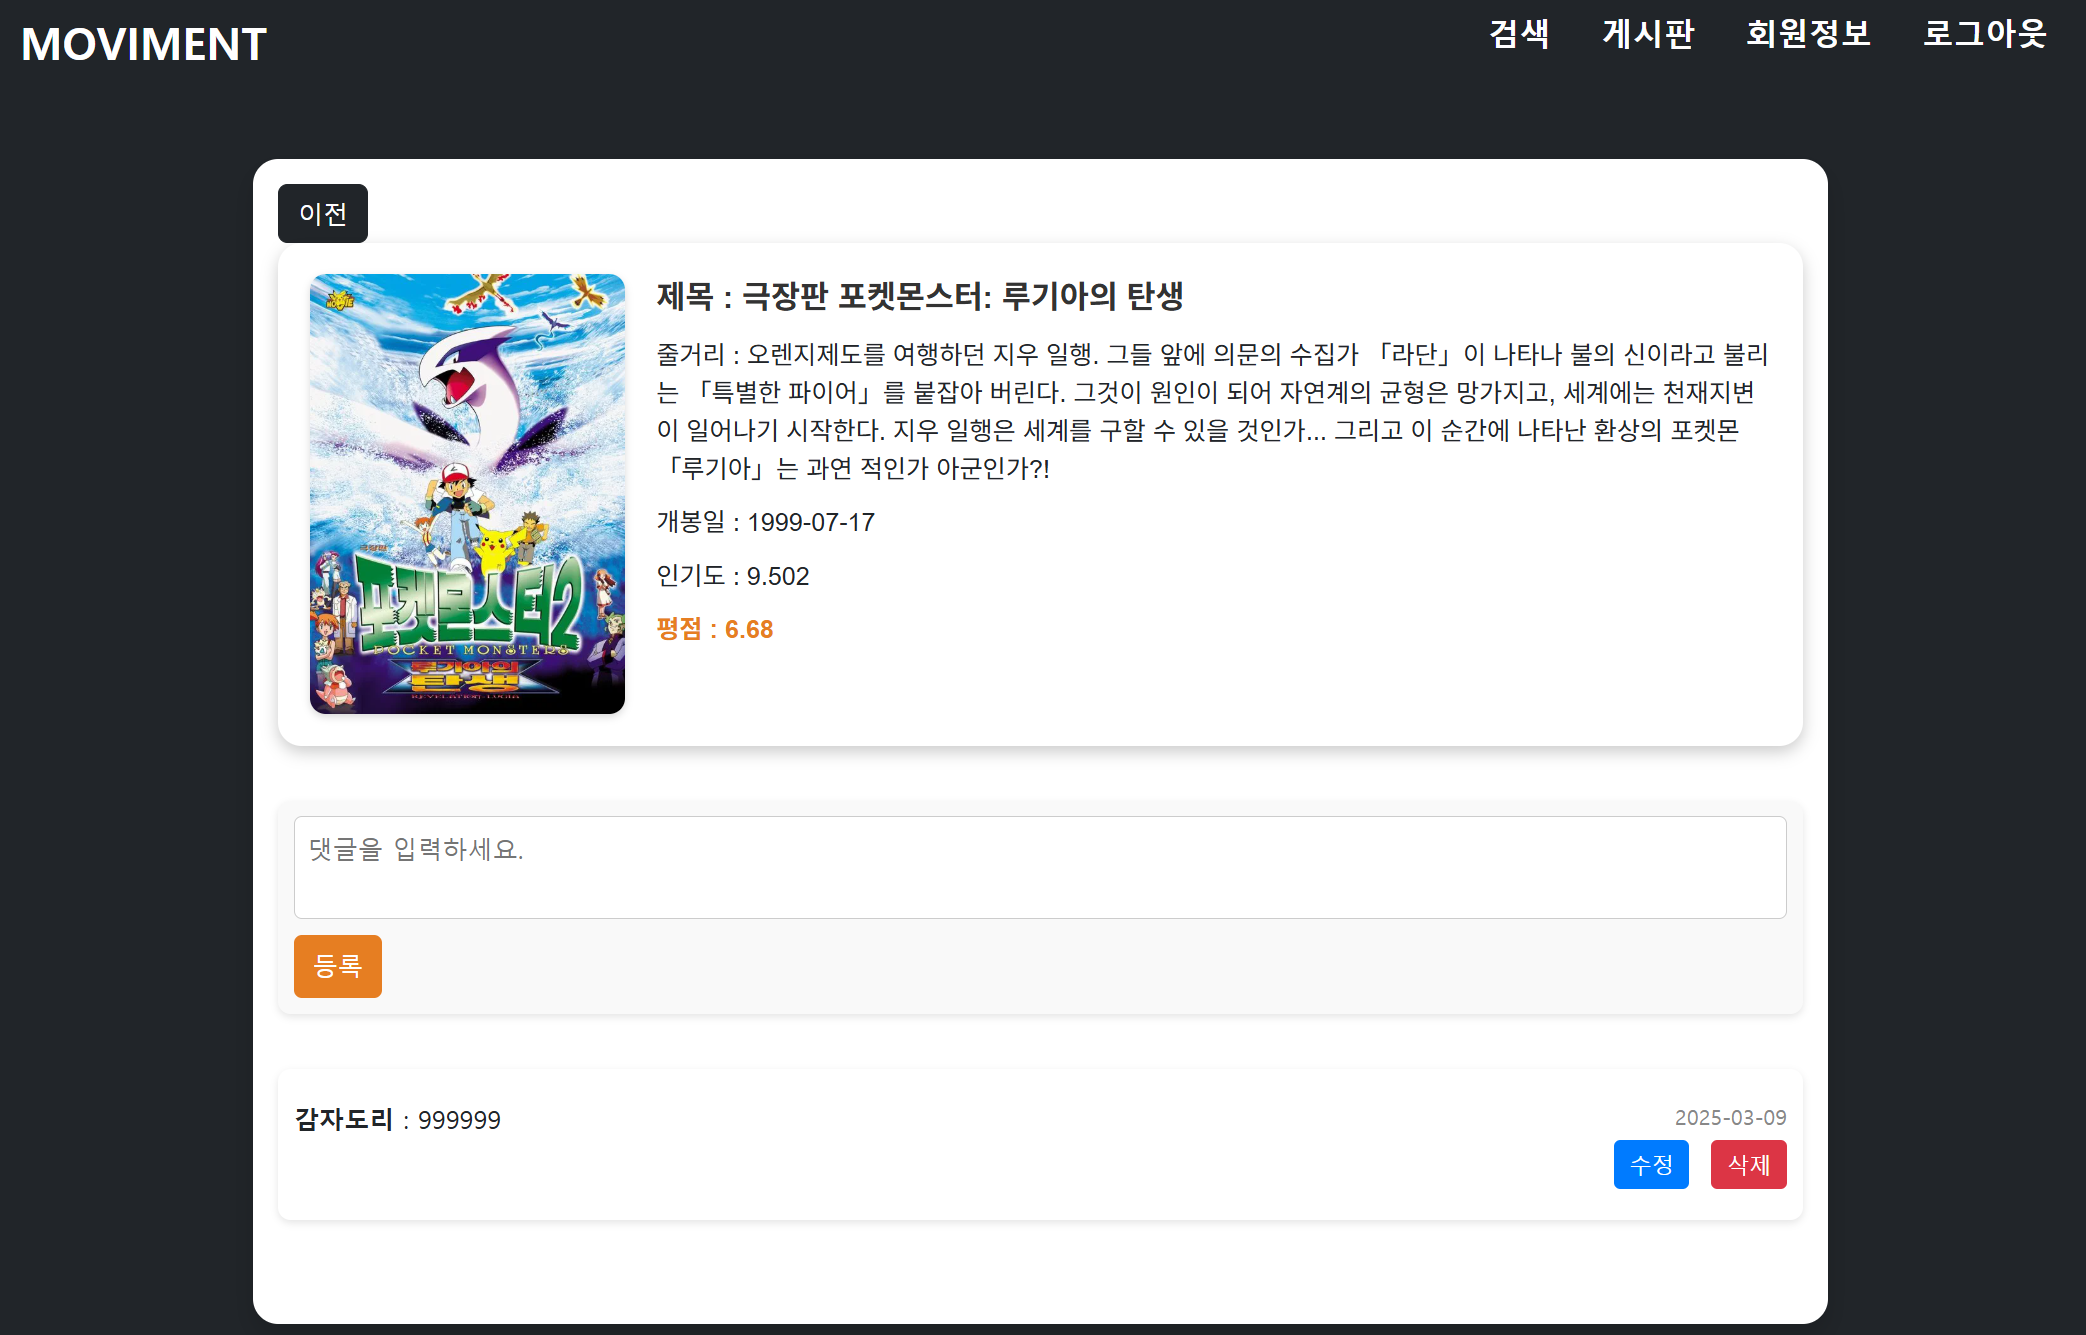 MOVIMENT
검색 게시판 회원정보 로그아웃
이전
제목 : 극장판 포켓몬스터: 루기아의 탄생
줄거리 : 오렌지제도를 여행하던 지우 일행. 그들 앞에 의문의 수집가 「라단」이 나타나 불의 신이라고 불리
는 「특별한 파이어」를 붙잡아 버린다. 그것이 원인이 되어 자연계의 균형은 망가지고, 세계에는 천재지변
이 일어나기 시작한다. 지우 일행은 세계를 구할 수 있을 것인가... 그리고 이 순간에 나타난 환상의 포켓몬
「루기아」는 과연 적인가 아군인가?!
개봉일 : 1999-07-17
인기도 : 9.502
평점 : 6.68
MOVIE
극장판
포켓몬스터2
POCKET MONSTERS
루기아의
탄생
REVELATION-LUGIA
댓글을 입력하세요.
등록
감자도리 : 999999
2025-03-09
수정 삭제